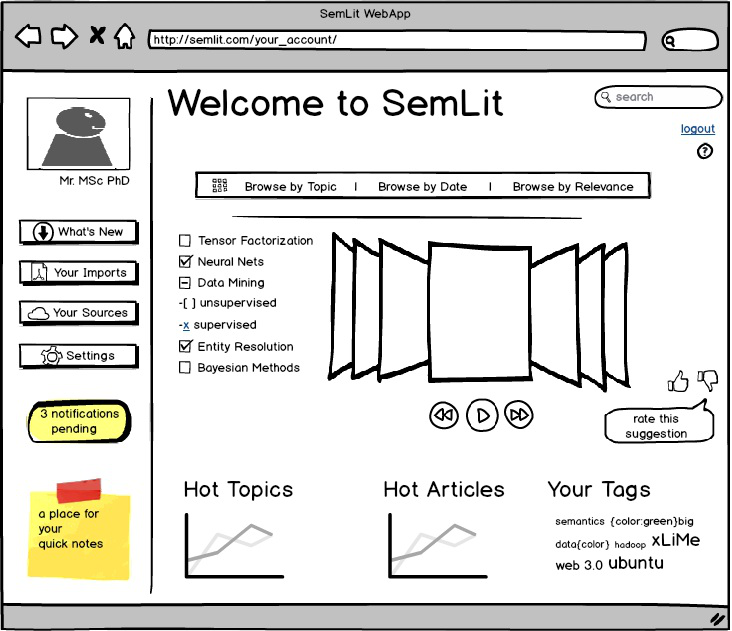 SemLit WebApp
http://semlit.com/your_account/
Welcome to SemLit
search
logout
?
Mr. MSc PhD
Browse by Topic | Browse by Date | Browse by Relevance
What's New
Your Imports
Your Sources
Settings
3 notifications
pending
a place for
your
quick notes
Tensor Factorization
Neural Nets
Data Mining
-[ ] unsupervised
-x supervised
Entity Resolution
Bayesian Methods
rate this
suggestion
Hot Topics
Hot Articles
Your Tags
semantics {color:green}big
data{color} hadoop xLiMe
web 3.0 ubuntu